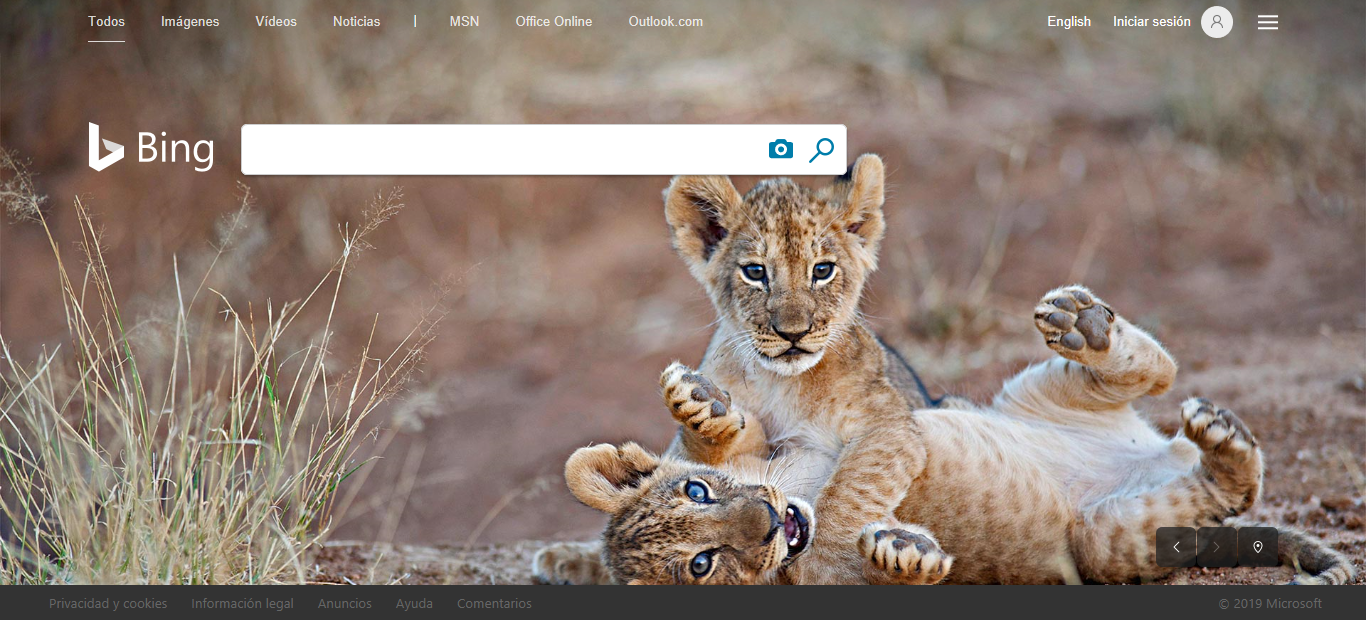 Todos Imágenes Vídeos Noticias | MSN Office Online Outlook.com English Iniciar sesión
Bing
Privacidad y cookies Información legal Anuncios Ayuda Comentarios © 2019 Microsoft